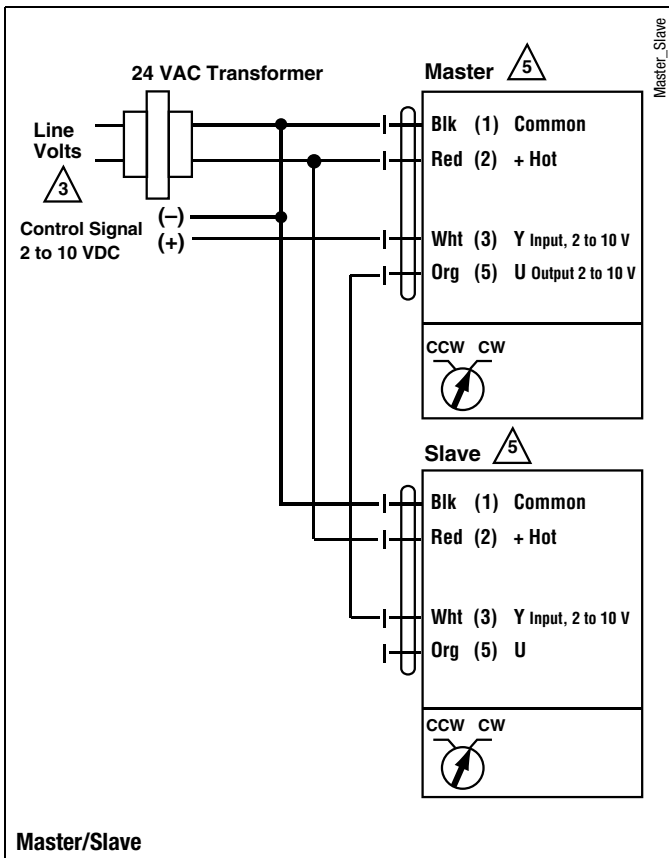 Master_Slave
24 VAC Transformer
Master 5
Line
Volts
3
Blk (1) Common
Red (2) + Hot
Control Signal
2 to 10 VDC
(–)
(+)
Wht (3) Y Input, 2 to 10 V
Org (5) U Output 2 to 10 V
CCW CW
Slave 5
Blk (1) Common
Red (2) + Hot
Wht (3) Y Input, 2 to 10 V
Org (5) U
CCW CW
Master/Slave